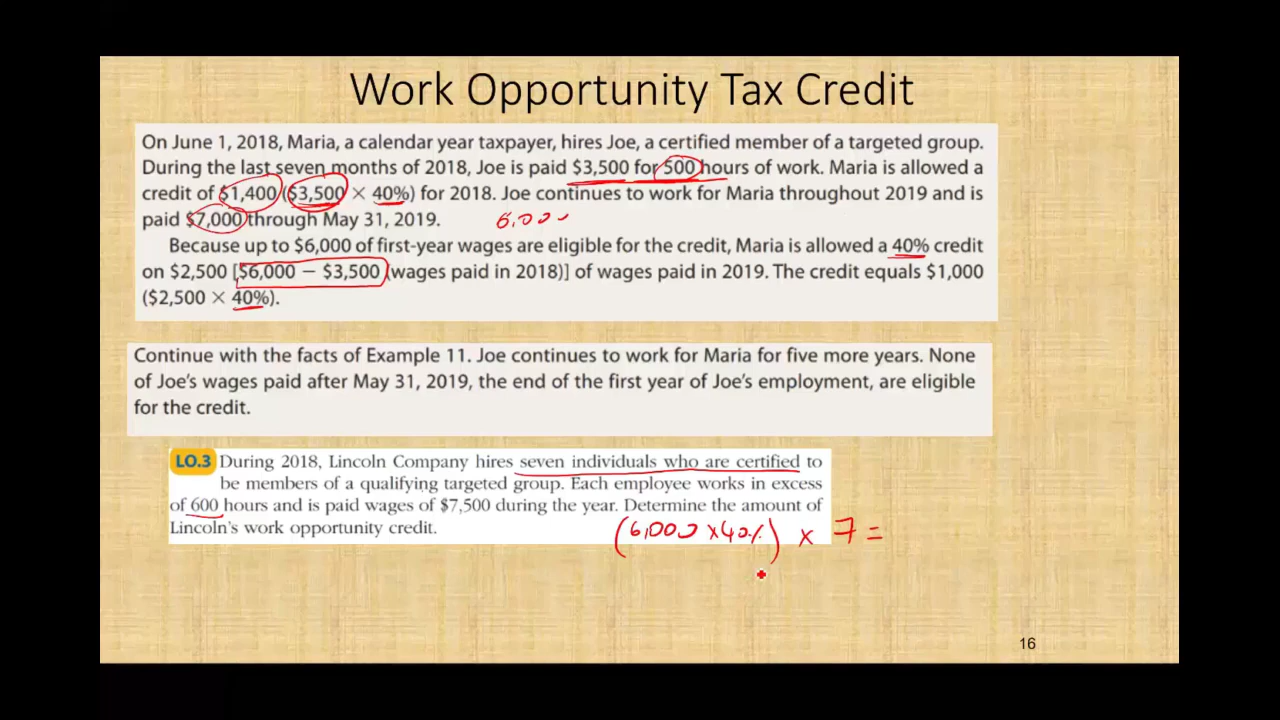 Work Opportunity Tax Credit
On June 1, 2018, Maria, a calendar year taxpayer, hires Joe, a certified member of a targeted group.
During the last seven months of 2018, Joe is paid $3,500 for 500 hours of work. Maria is allowed a
credit of $1,400 ($3,500 × 40%) for 2018. Joe continues to work for Maria throughout 2019 and is
paid $7,000 through May 31, 2019.
6,000
Because up to $6,000 of first-year wages are eligible for the credit, Maria is allowed a 40% credit
on $2,500 [$6,000 − $3,500 (wages paid in 2018)] of wages paid in 2019. The credit equals $1,000
($2,500 × 40%).
Continue with the facts of Example 11. Joe continues to work for Maria for five more years. None
of Joe's wages paid after May 31, 2019, the end of the first year of Joe's employment, are eligible
for the credit.
LO.3 During 2018, Lincoln Company hires seven individuals who are certified to
be members of a qualifying targeted group. Each employee works in excess
of 600 hours and is paid wages of $7,500 during the year. Determine the amount of
Lincoln's work opportunity credit.
(6,000 x 40%) x 7 =
16